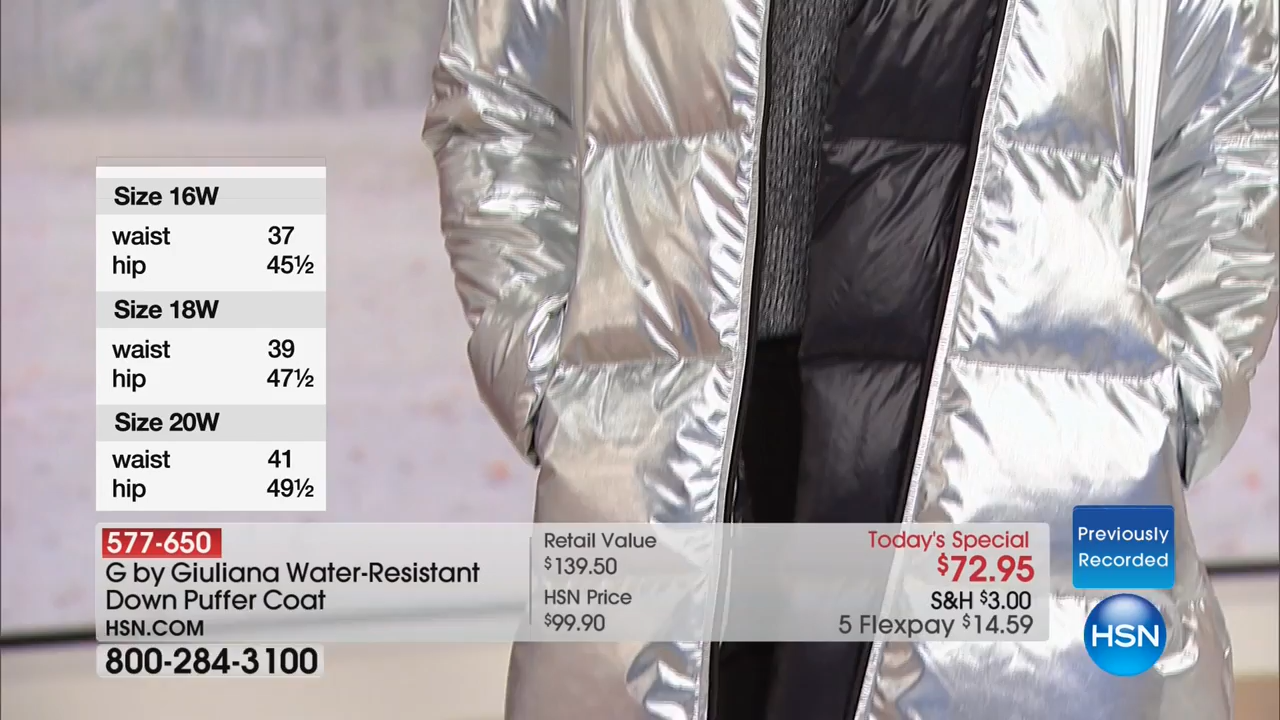 Size 16W
waist 37
hip 45½
Size 18W
waist 39
hip 47½
Size 20W
waist 41
hip 49½
577-650
G by Giuliana Water-Resistant
Down Puffer Coat
HSN.COM
800-284-3100
Retail Value
$139.50
HSN Price
$99.90
Today's Special
$72.95
S&H $3.00
5 Flexpay $14.59
Previously
Recorded
HSN